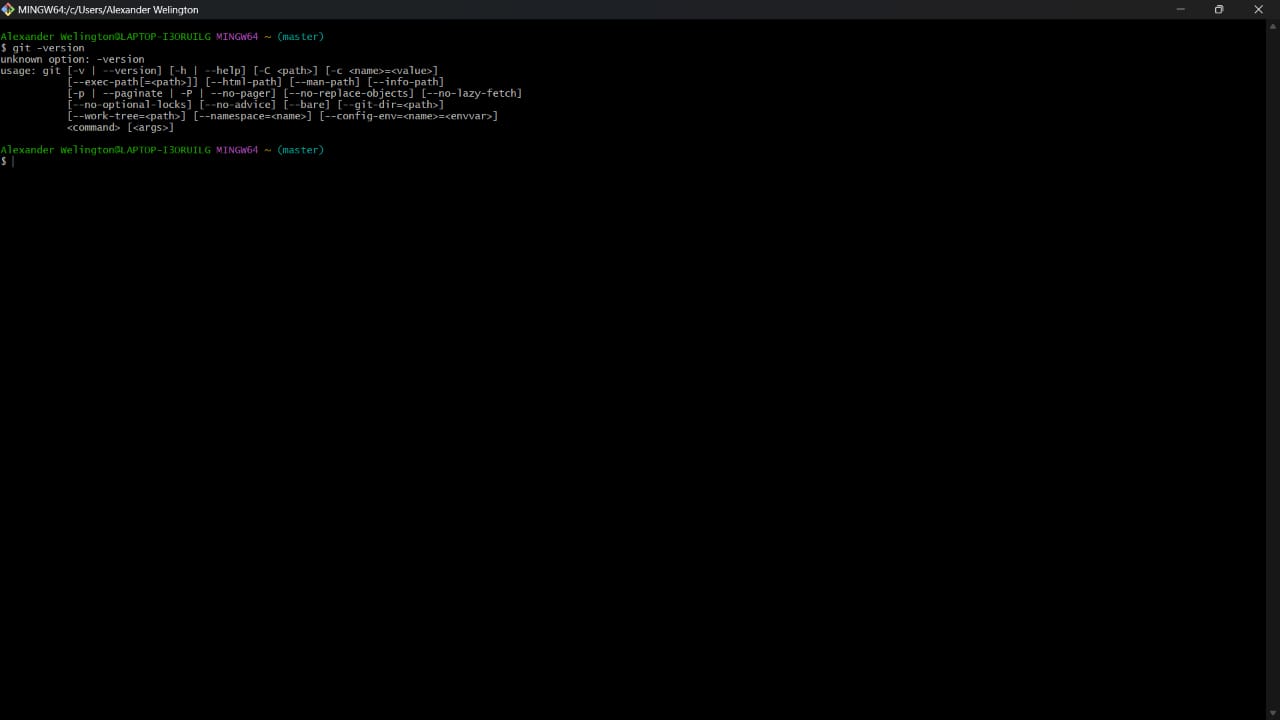 MINGW64:/c/Users/Alexander Welington
Alexander Welington@LAPTOP-I3ORUILG MINGW64 ~ (master)
$ git -version
unknown option: -version
usage: git [-v | --version] [-h | --help] [-C <path>] [-c <name>=<value>]
[--exec-path[=<path>]] [--html-path] [--man-path] [--info-path]
[-p | --paginate | -P | --no-pager] [--no-replace-objects] [--no-lazy-fetch]
[--no-optional-locks] [--no-advice] [--bare] [--git-dir=<path>]
[--work-tree=<path>] [--namespace=<name>] [--config-env=<name>=<envvar>]
<command> [<args>]
Alexander Welington@LAPTOP-I3ORUILG MINGW64 ~ (master)
$